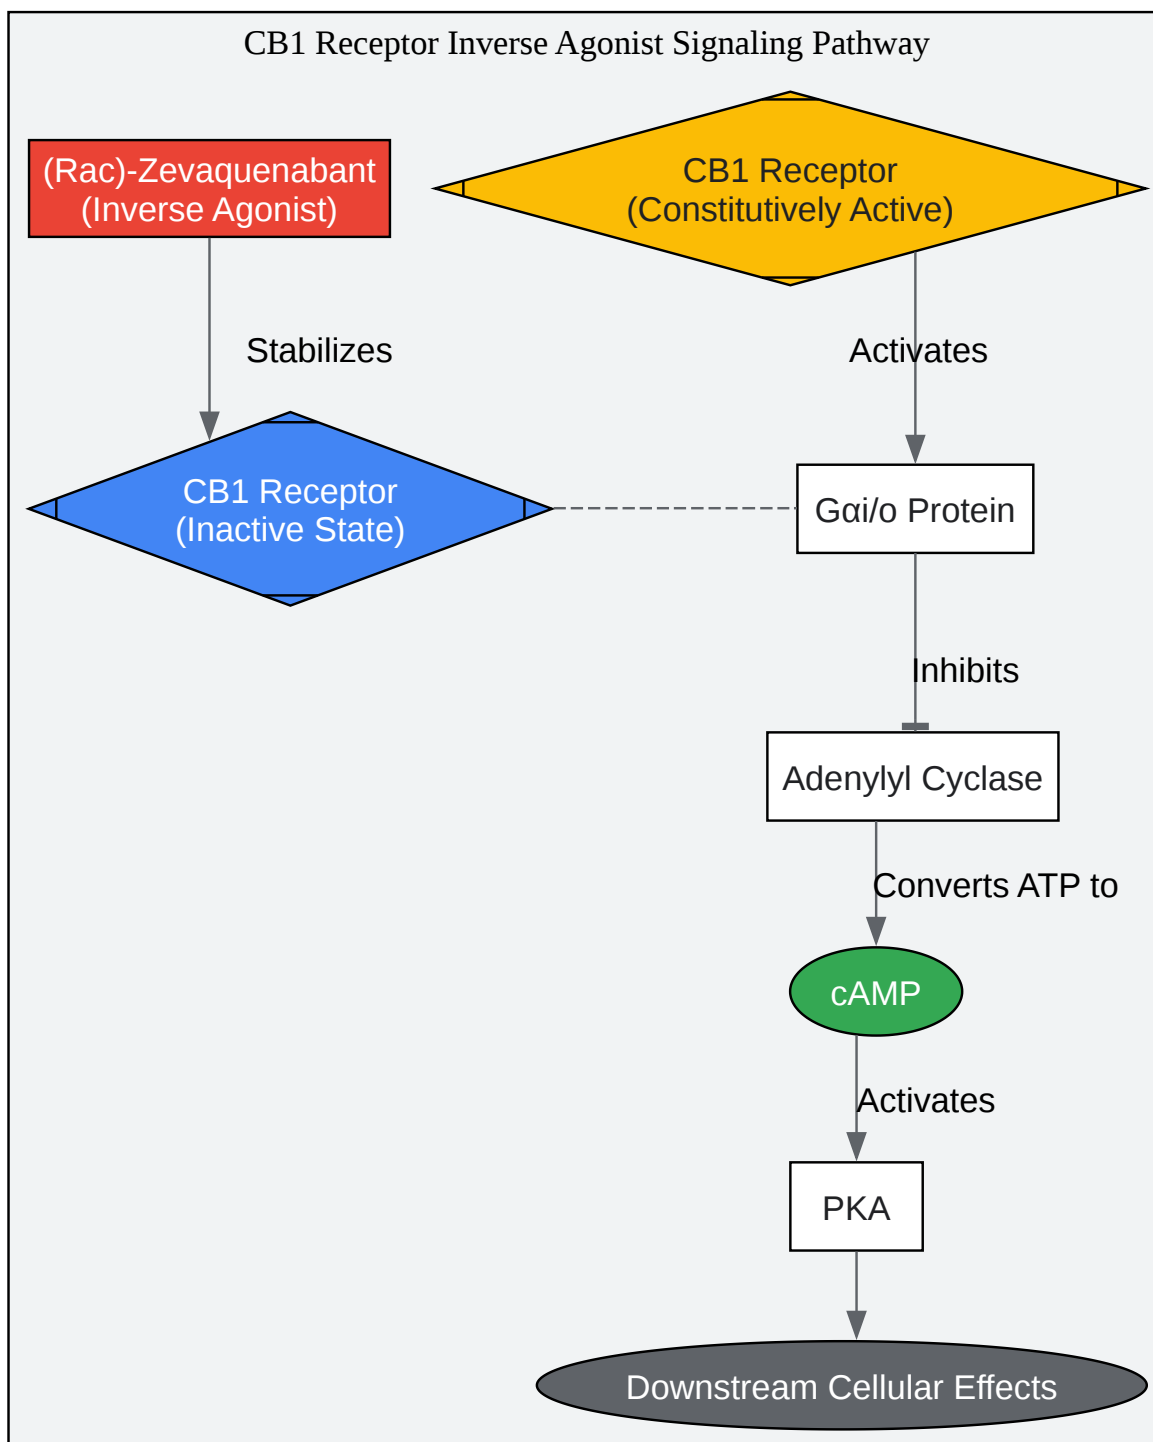 CB1 Receptor Inverse Agonist Signaling Pathway
(Rac)-Zevaquenabant
(Inverse Agonist)
CB1 Receptor
(Constitutively Active)
Stabilizes
Activates
CB1 Receptor
(Inactive State)
Gαi/o Protein
Inhibits
Adenylyl Cyclase
Converts ATP to
cAMP
Activates
PKA
Downstream Cellular Effects